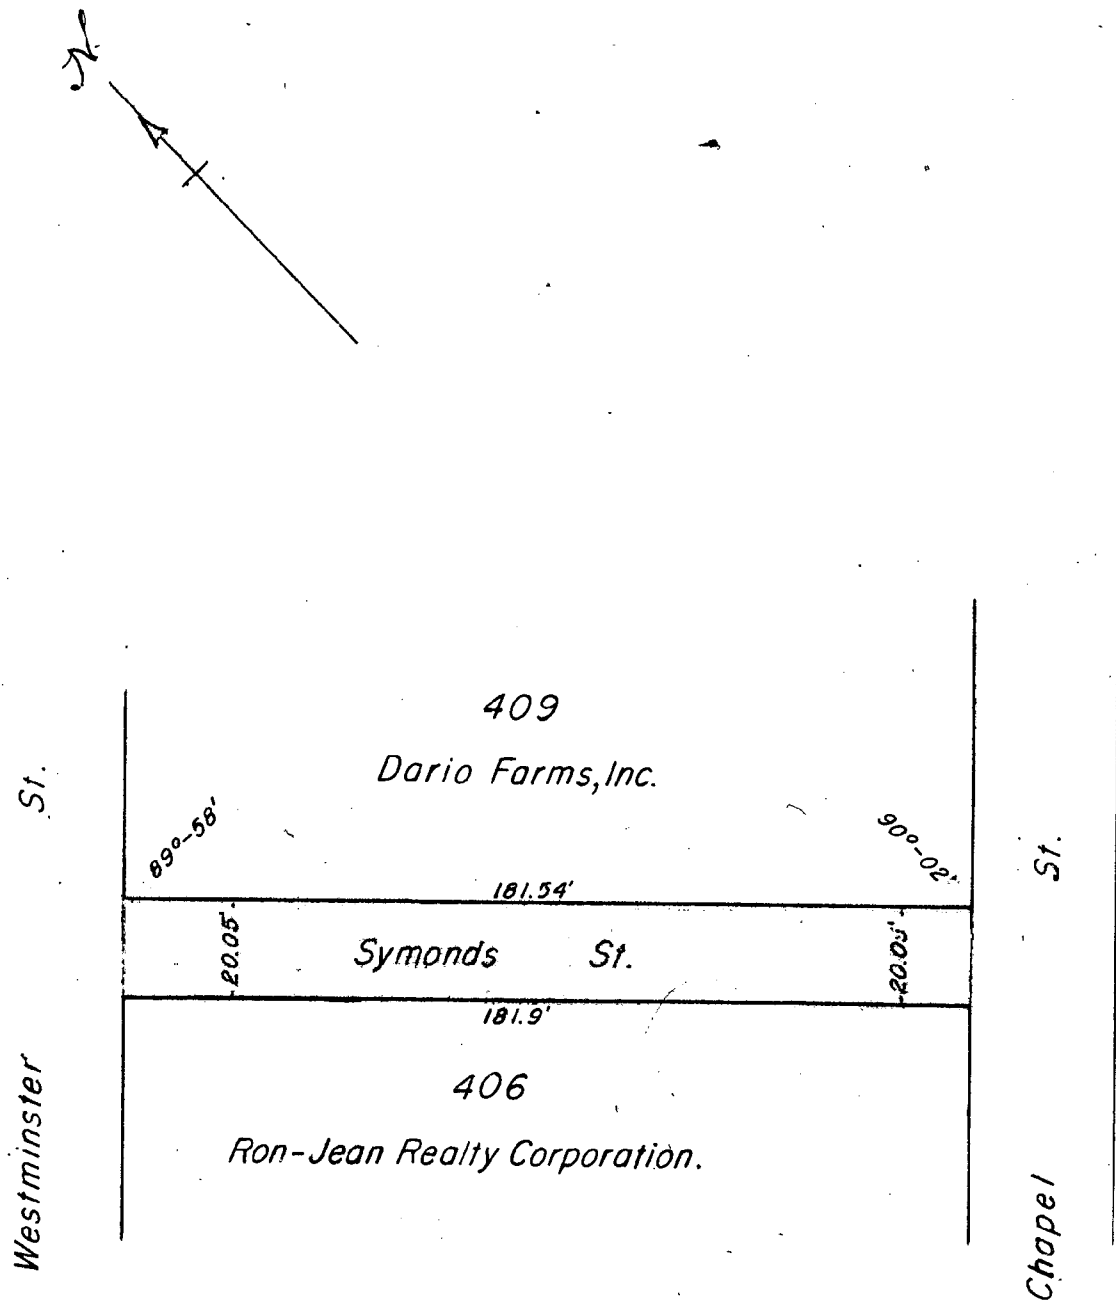 N
409
Dario Farms, Inc.
89°-58'
90°-02'
181.54'
20.05'
Symonds St.
20.05'
181.9'
406
Ron-Jean Realty Corporation.
Westminster St.
Chapel St.